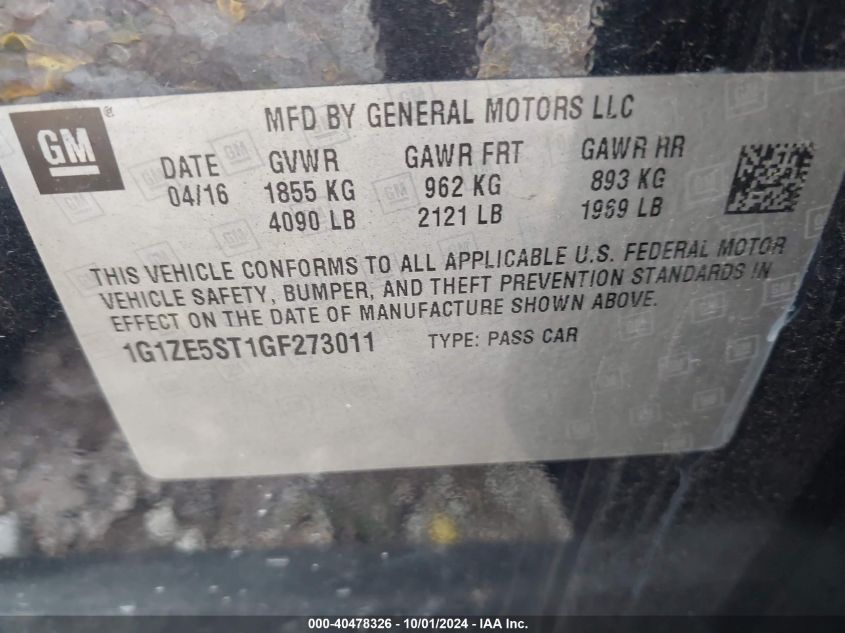 GM ®
MFD BY GENERAL MOTORS LLC
DATE GVWR GAWR FRT GAWR RR
04/16 1855 KG 962 KG 893 KG
4090 LB 2121 LB 1969 LB
THIS VEHICLE CONFORMS TO ALL APPLICABLE U.S. FEDERAL MOTOR
VEHICLE SAFETY, BUMPER, AND THEFT PREVENTION STANDARDS IN
EFFECT ON THE DATE OF MANUFACTURE SHOWN ABOVE.
1G1ZE5ST1GF273011 TYPE: PASS CAR
000-40478326 - 10/01/2024 - IAA Inc.